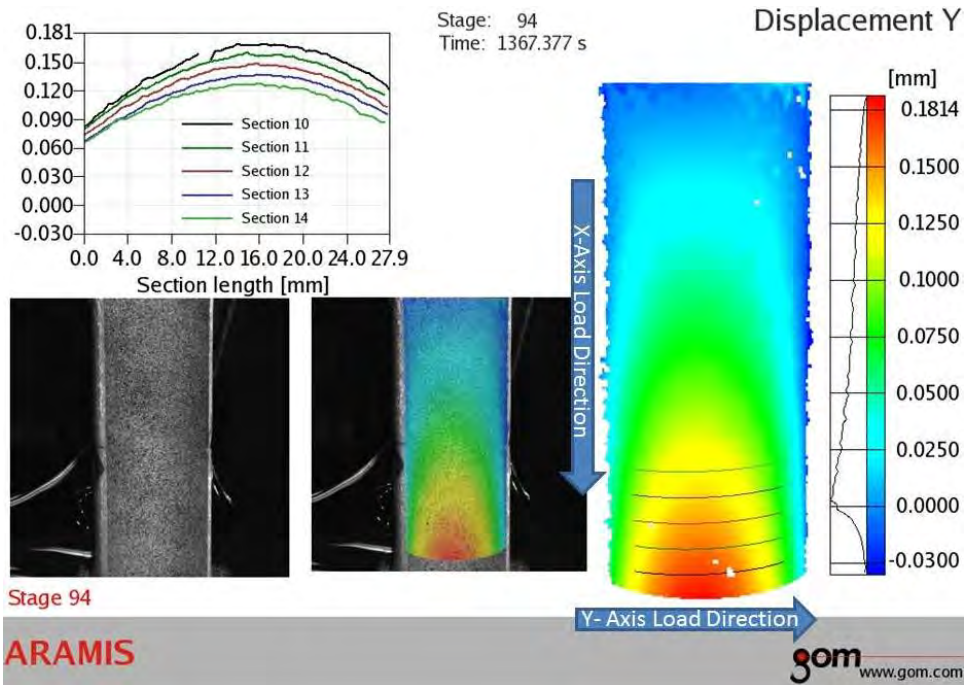 Stage: 94
Time: 1367.377 s
Displacement Y
0.181
0.150
0.120
0.090
0.060
0.030
0.000
-0.030
Section 10
Section 11
Section 12
Section 13
Section 14
0.0 4.0 8.0 12.0 16.0 20.0 24.0 27.9
Section length [mm]
[mm]
0.1814
0.1500
0.1250
0.1000
0.0750
0.0500
0.0250
0.0000
-0.0300
X-Axis Load Direction
Y- Axis Load Direction
Stage 94
ARAMIS
gom
www.gom.com